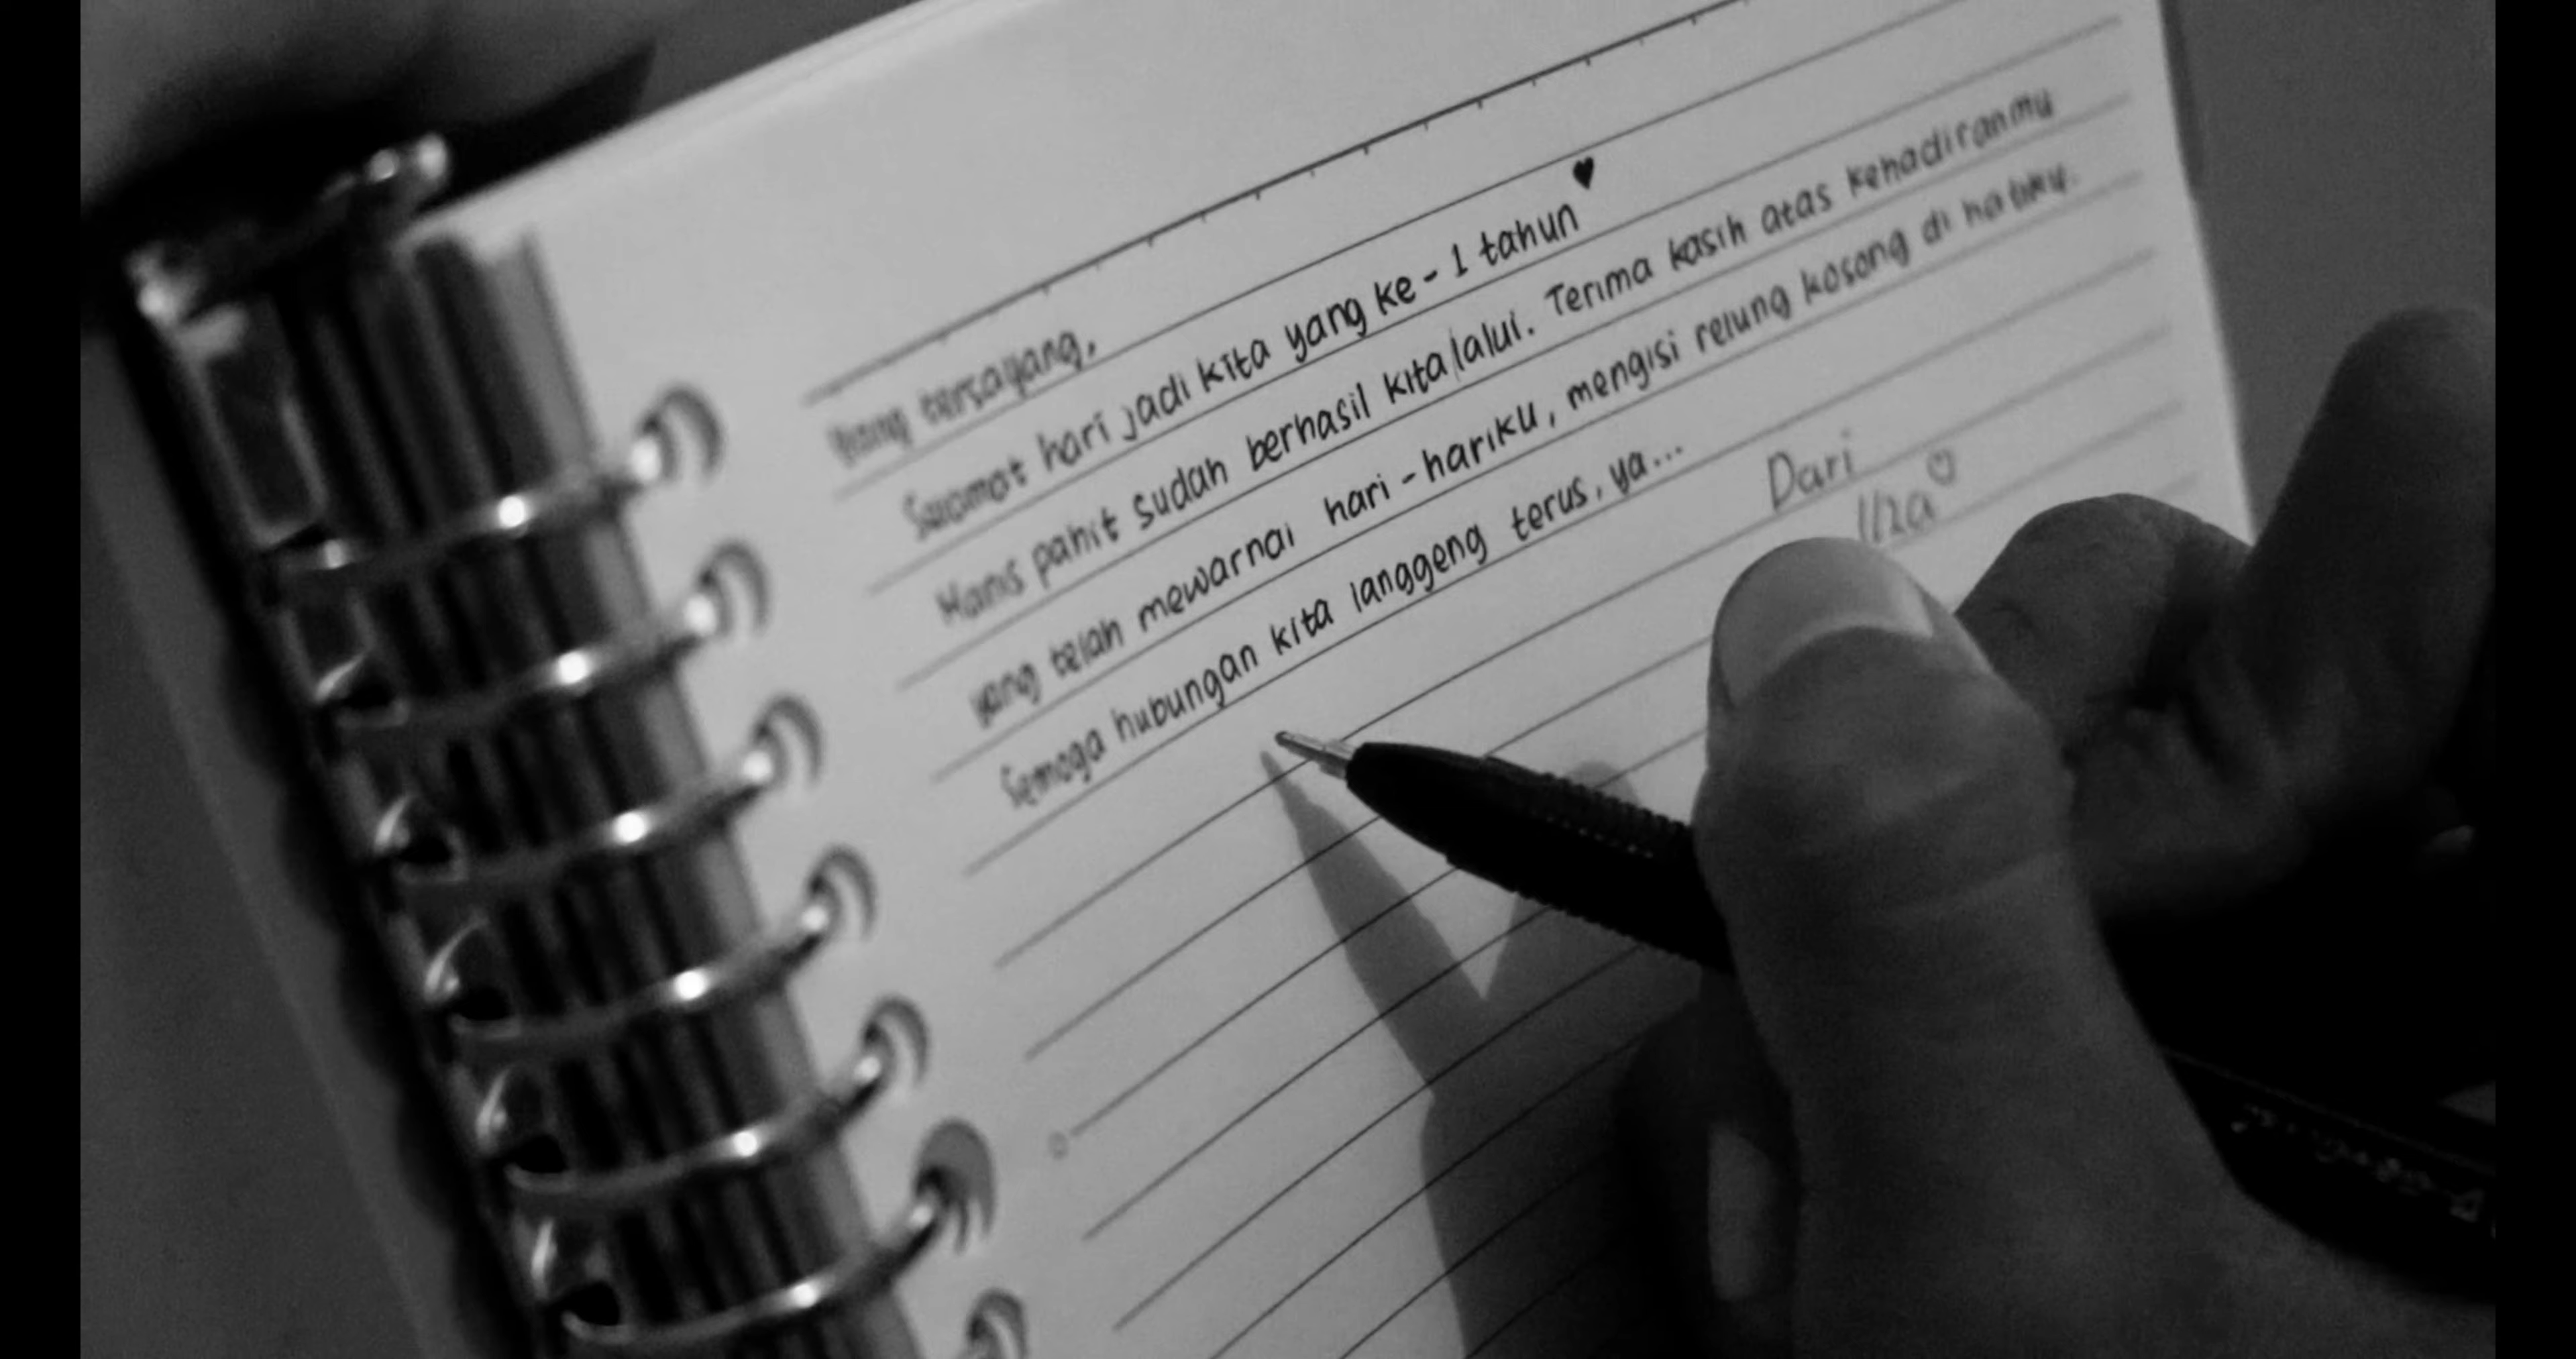 Yang tersayang,
Selamat hari jadi kita yang ke - 1 tahun ♥
Manis pahit sudah berhasil kita lalui. Terima kasih atas kehadiranmu
yang telah mewarnai hari - hariku, mengisi relung kosong di hatiku.
Semoga hubungan kita langgeng terus, ya...
Dari